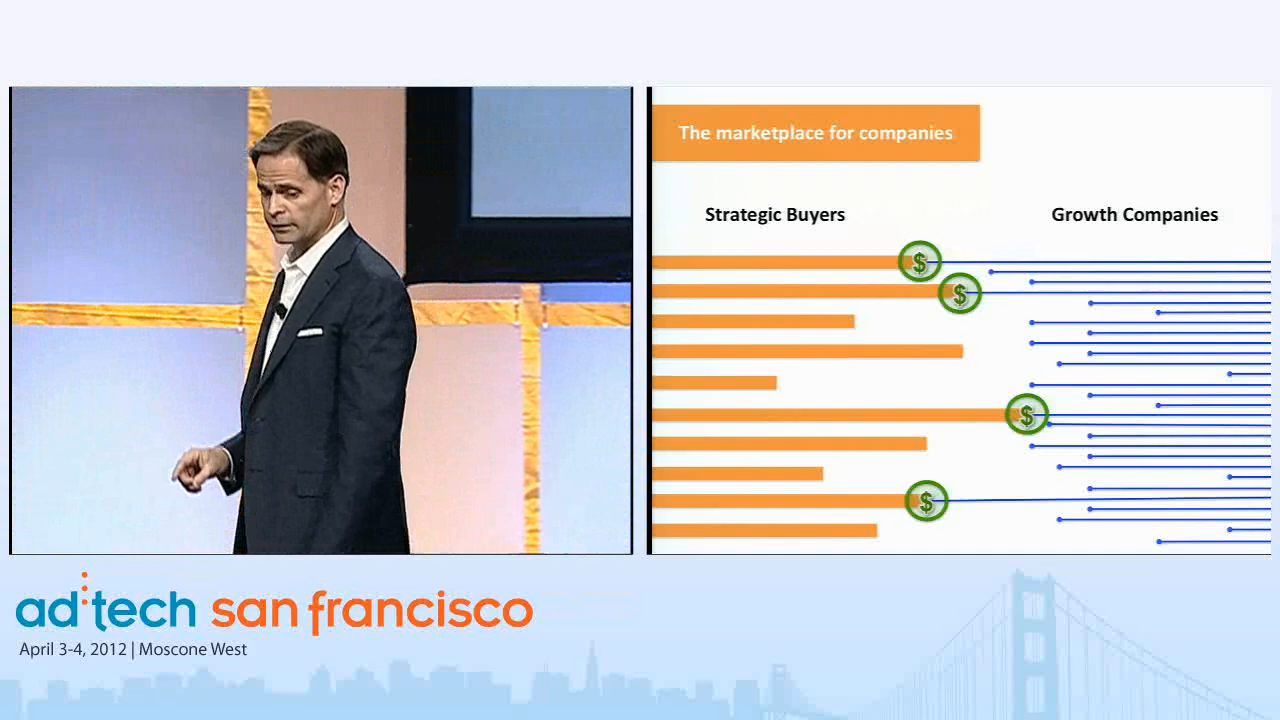 The marketplace for companies
Strategic Buyers
Growth Companies
$
$
$
$
ad:tech san francisco
April 3-4, 2012 | Moscone West